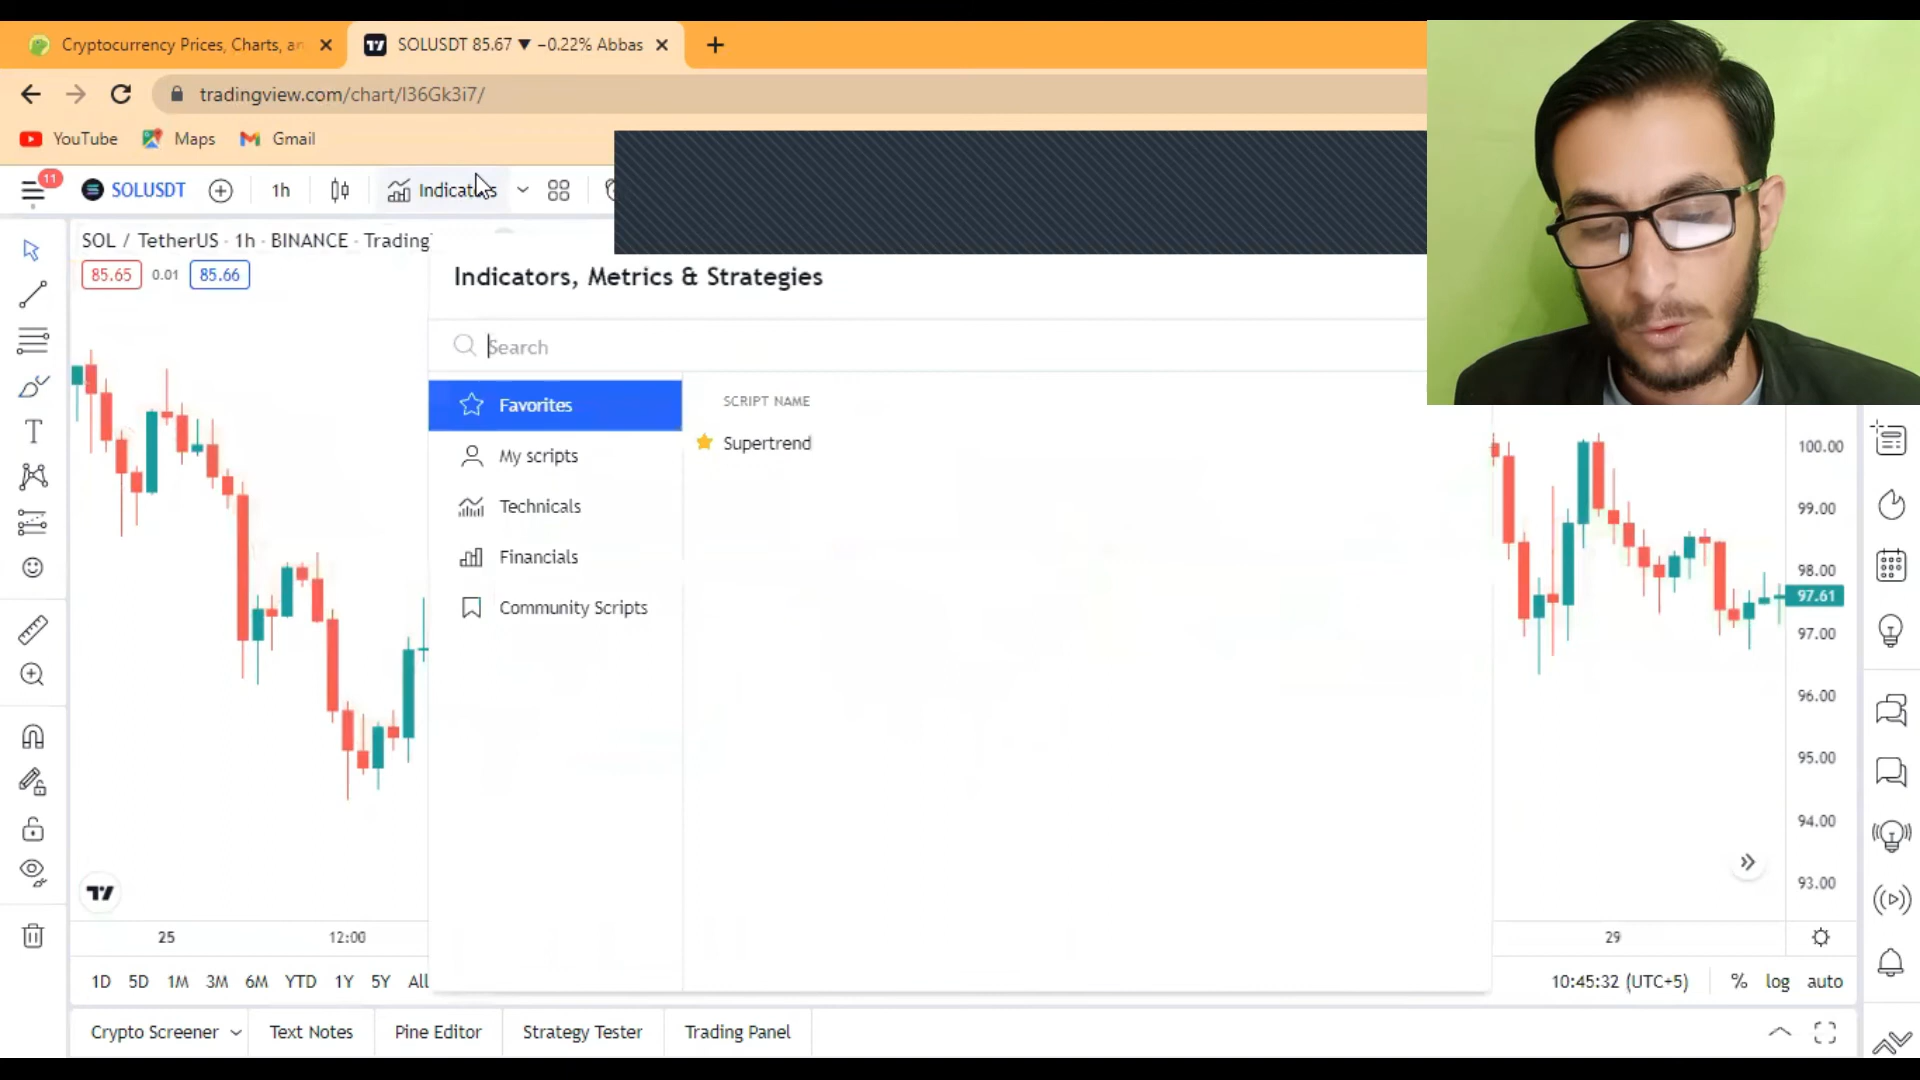 Cryptocurrency Prices, Charts, an
SOLUSDT 85.67 ▼ −0.22% Abbas
tradingview.com/chart/I36Gk3i7/
YouTube Maps Gmail
11
SOLUSDT 1h Indicators
SOL / TetherUS · 1h · BINANCE · Trading
85.65 0.01 85.66
Indicators, Metrics & Strategies
Search
Favorites
My scripts
Technicals
Financials
Community Scripts
SCRIPT NAME
Supertrend
100.00
99.00
98.00
97.61
97.00
96.00
95.00
94.00
93.00
25 12:00 29
1D 5D 1M 3M 6M YTD 1Y 5Y All
10:45:32 (UTC+5) % log auto
Crypto Screener Text Notes Pine Editor Strategy Tester Trading Panel